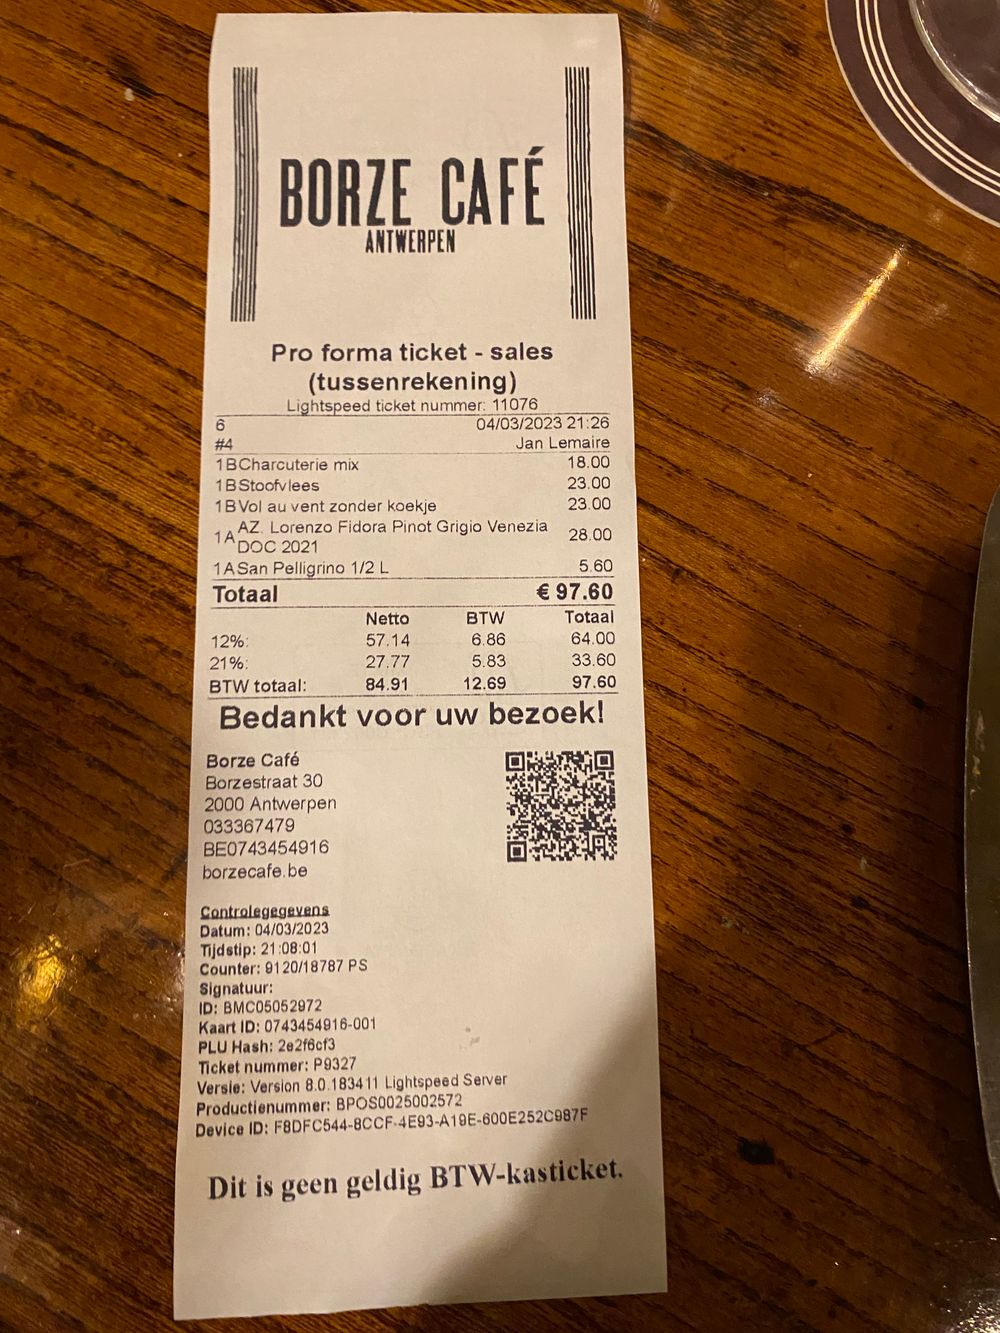 BORZE CAFÉ
ANTWERPEN
Pro forma ticket - sales
(tussenrekening)
Lightspeed ticket nummer: 11076
6 04/03/2023 21:26
#4 Jan Lemaire
1 B Charcuterie mix 18.00
1 B Stoofvlees 23.00
1 B Vol au vent zonder koekje 23.00
1 A AZ. Lorenzo Fidora Pinot Grigio Venezia
DOC 2021 28.00
1 A San Pelligrino 1/2 L 5.60
Totaal € 97.60
Netto BTW Totaal
12%: 57.14 6.86 64.00
21%: 27.77 5.83 33.60
BTW totaal: 84.91 12.69 97.60
Bedankt voor uw bezoek!
Borze Café
Borzestraat 30
2000 Antwerpen
033367479
BE0743454916
borzecafe.be
Controlegegevens
Datum: 04/03/2023
Tijdstip: 21:08:01
Counter: 9120/18787 PS
Signatuur:
ID: BMC05052972
Kaart ID: 0743454916-001
PLU Hash: 2e2f6cf3
Ticket nummer: P9327
Versie: Version 8.0.183411 Lightspeed Server
Productienummer: BPOS0025002572
Device ID: F8DFC544-8CCF-4E93-A19E-600E252C987F
Dit is geen geldig BTW-kasticket.